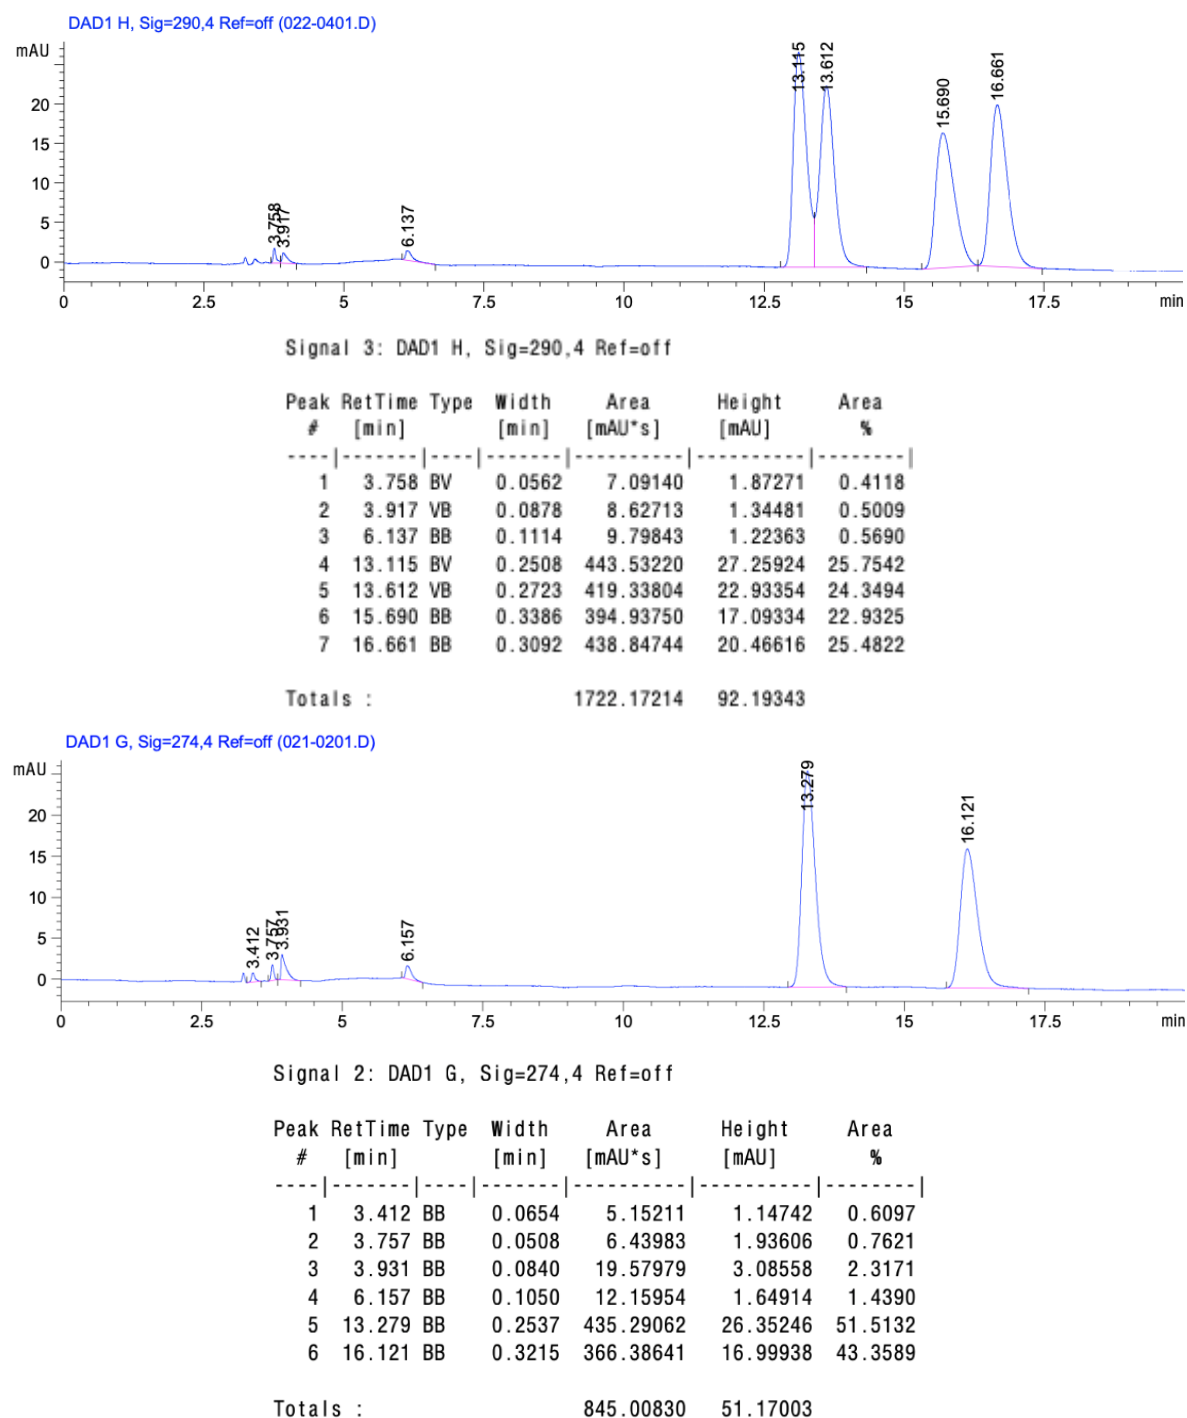 DAD1 H, Sig=290,4 Ref=off (022-0401.D)
mAU
20
15
10
5
0
3.758
3.917
6.137
13.115
13.612
15.690
16.661
0 2.5 5 7.5 10 12.5 15 17.5 min
Signal 3: DAD1 H, Sig=290,4 Ref=off
Peak RetTime Type Width Area Height Area
# [min] [min] [mAU*s] [mAU] %
----|-------|----|-------|----------|----------|--------|
1 3.758 BV 0.0562 7.09140 1.87271 0.4118
2 3.917 VB 0.0878 8.62713 1.34481 0.5009
3 6.137 BB 0.1114 9.79843 1.22363 0.5690
4 13.115 BV 0.2508 443.53220 27.25924 25.7542
5 13.612 VB 0.2723 419.33804 22.93354 24.3494
6 15.690 BB 0.3386 394.93750 17.09334 22.9325
7 16.661 BB 0.3092 438.84744 20.46616 25.4822
Totals : 1722.17214 92.19343
DAD1 G, Sig=274,4 Ref=off (021-0201.D)
mAU
20
15
10
5
0
3.412
3.757
3.931
6.157
13.279
16.121
0 2.5 5 7.5 10 12.5 15 17.5 min
Signal 2: DAD1 G, Sig=274,4 Ref=off
Peak RetTime Type Width Area Height Area
# [min] [min] [mAU*s] [mAU] %
----|-------|----|-------|----------|----------|--------|
1 3.412 BB 0.0654 5.15211 1.14742 0.6097
2 3.757 BB 0.0508 6.43983 1.93606 0.7621
3 3.931 BB 0.0840 19.57979 3.08558 2.3171
4 6.157 BB 0.1050 12.15954 1.64914 1.4390
5 13.279 BB 0.2537 435.29062 26.35246 51.5132
6 16.121 BB 0.3215 366.38641 16.99938 43.3589
Totals : 845.00830 51.17003